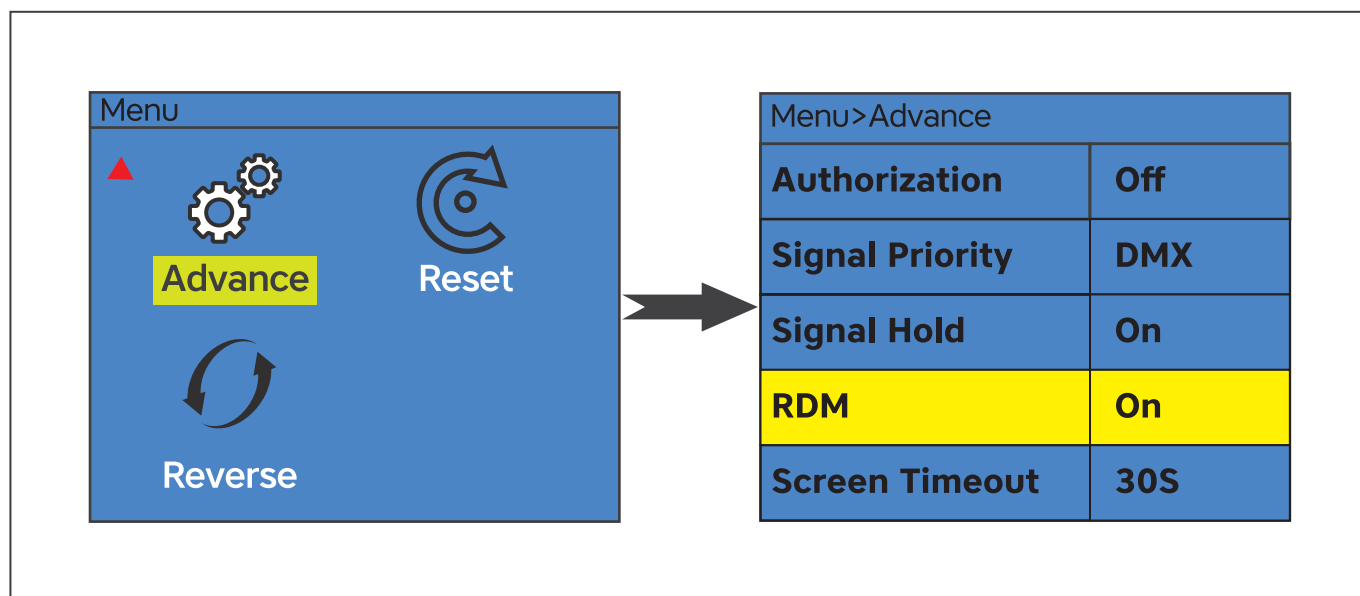 Menu
Advance
Reset
Reverse
Menu>Advance
Authorization Off
Signal Priority DMX
Signal Hold On
RDM On
Screen Timeout 30S